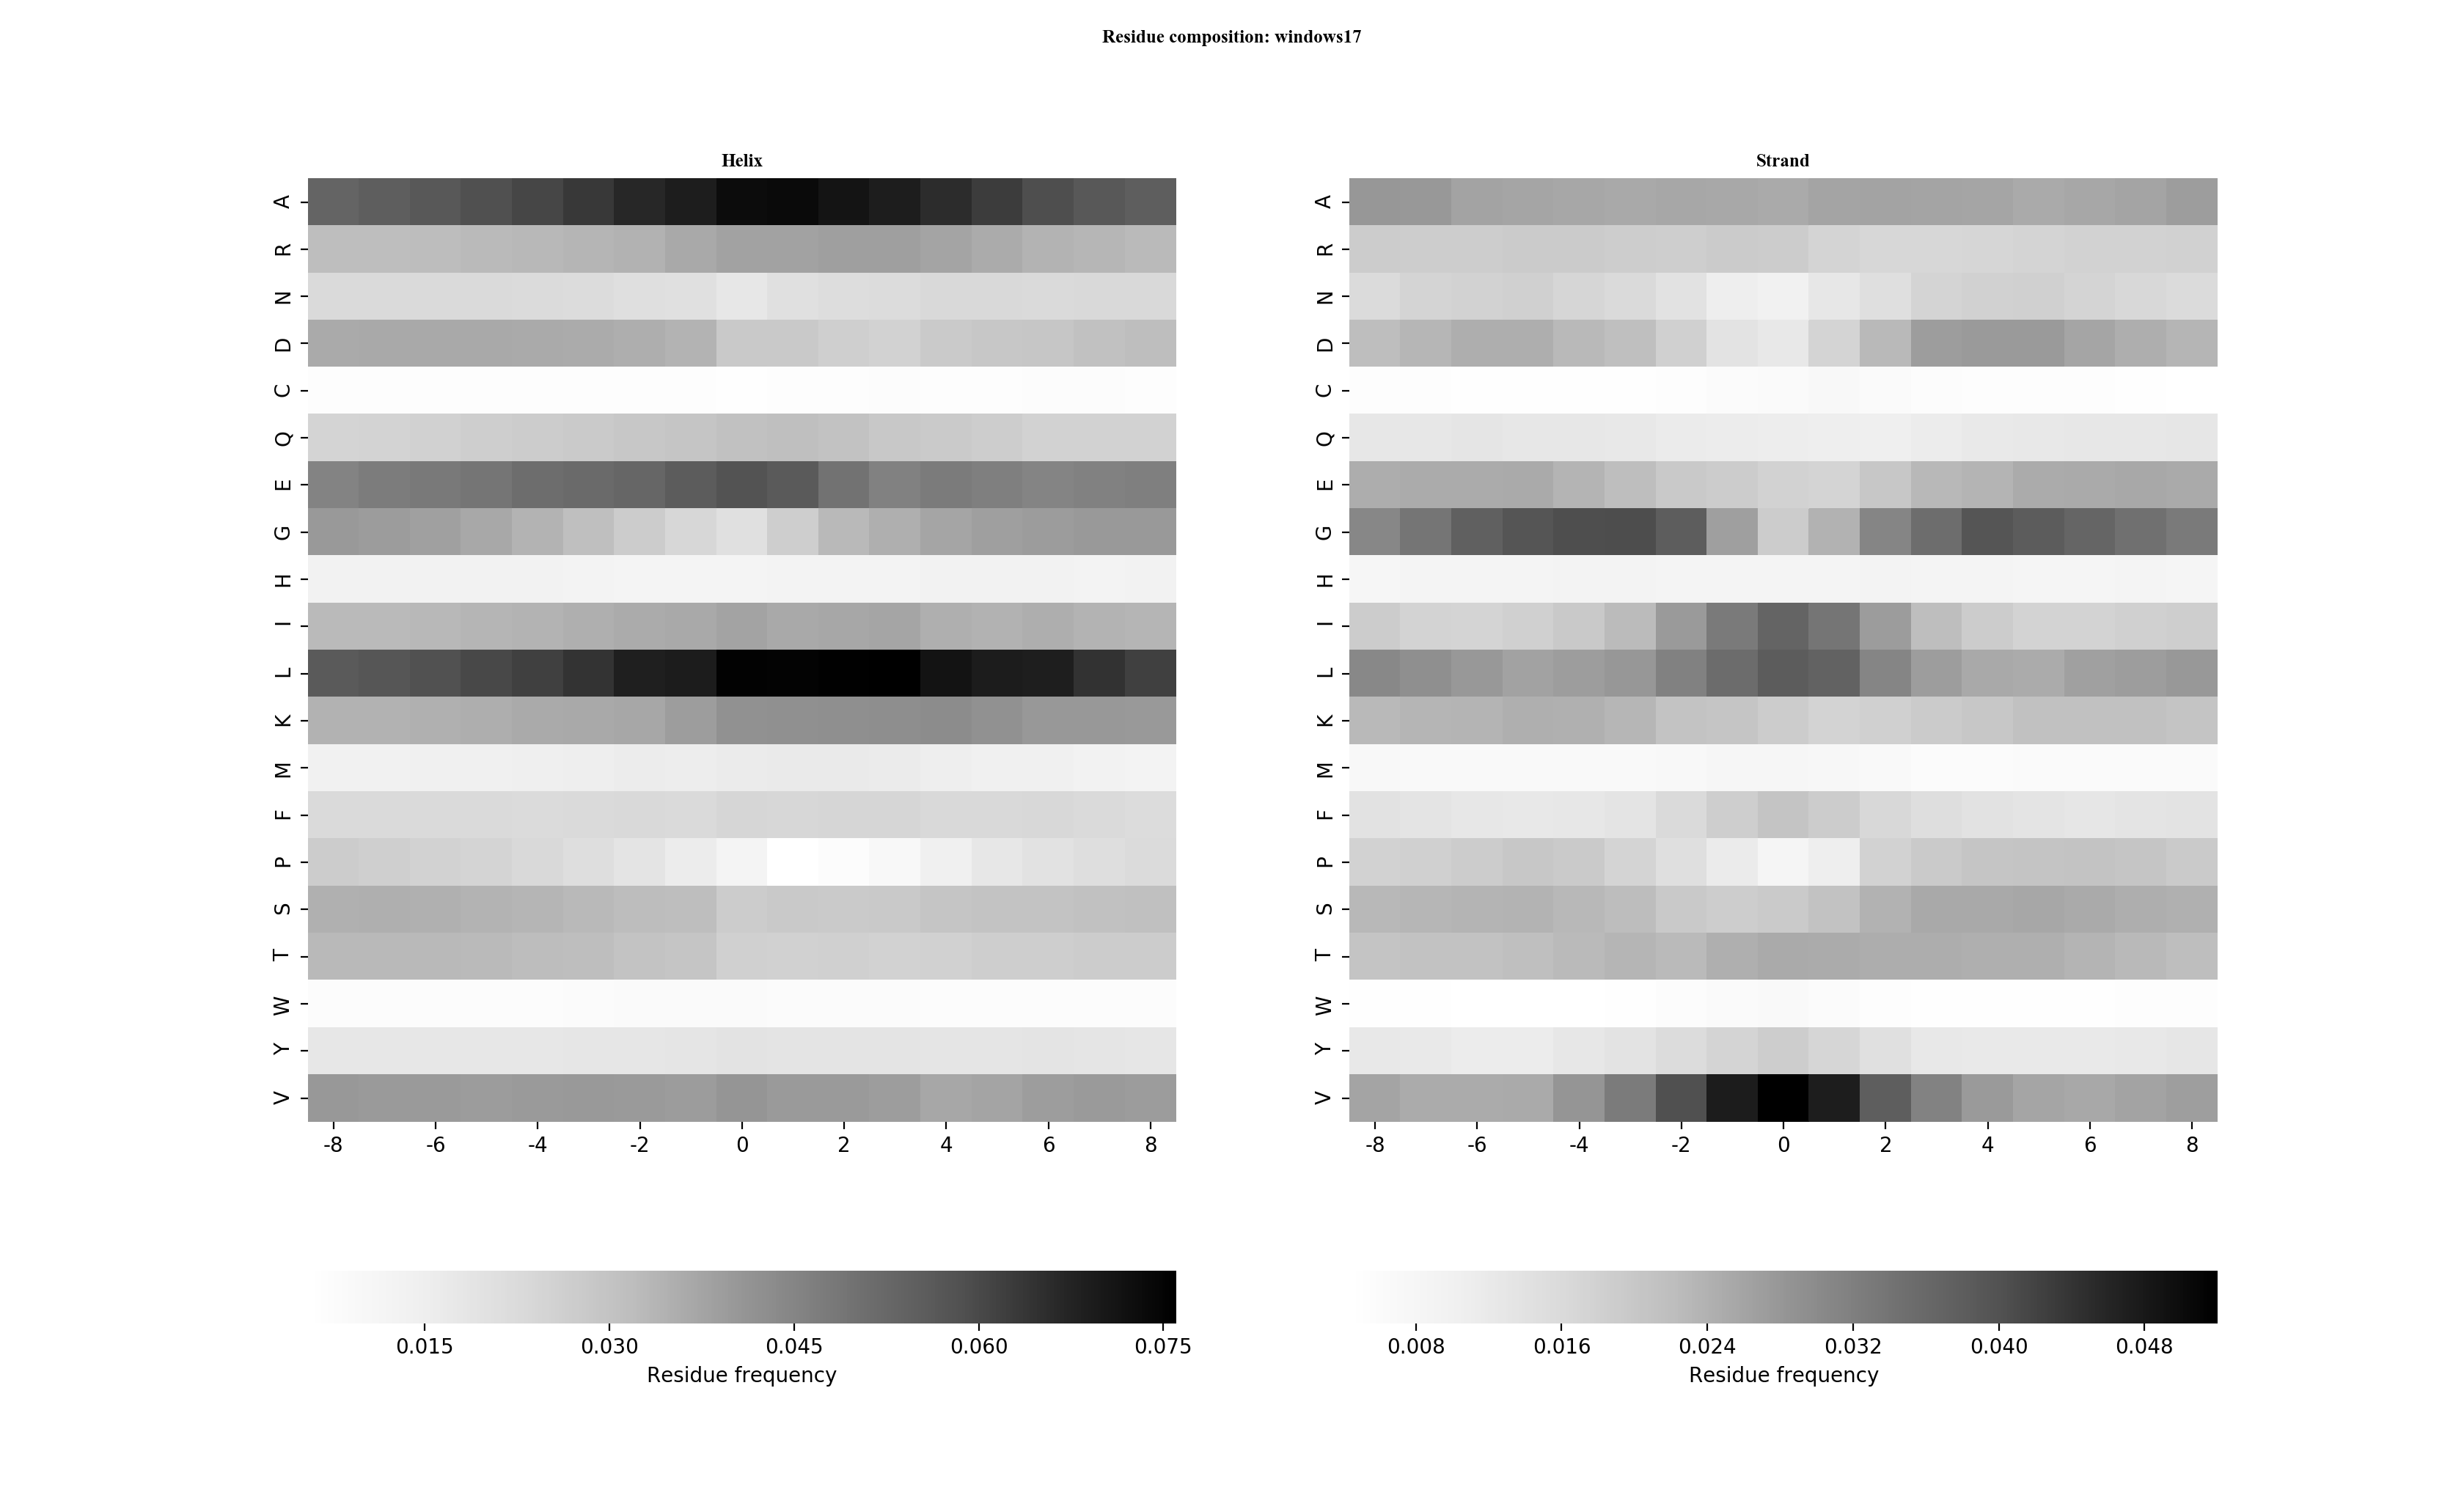 Residue composition: windows17
Helix
A
R
N
D
C
Q
E
G
H
I
L
K
M
F
P
S
T
W
Y
V
-8 -6 -4 -2 0 2 4 6 8
0.015 0.030 0.045 0.060 0.075
Residue frequency
Strand
A
R
N
D
C
Q
E
G
H
I
L
K
M
F
P
S
T
W
Y
V
-8 -6 -4 -2 0 2 4 6 8
0.008 0.016 0.024 0.032 0.040 0.048
Residue frequency